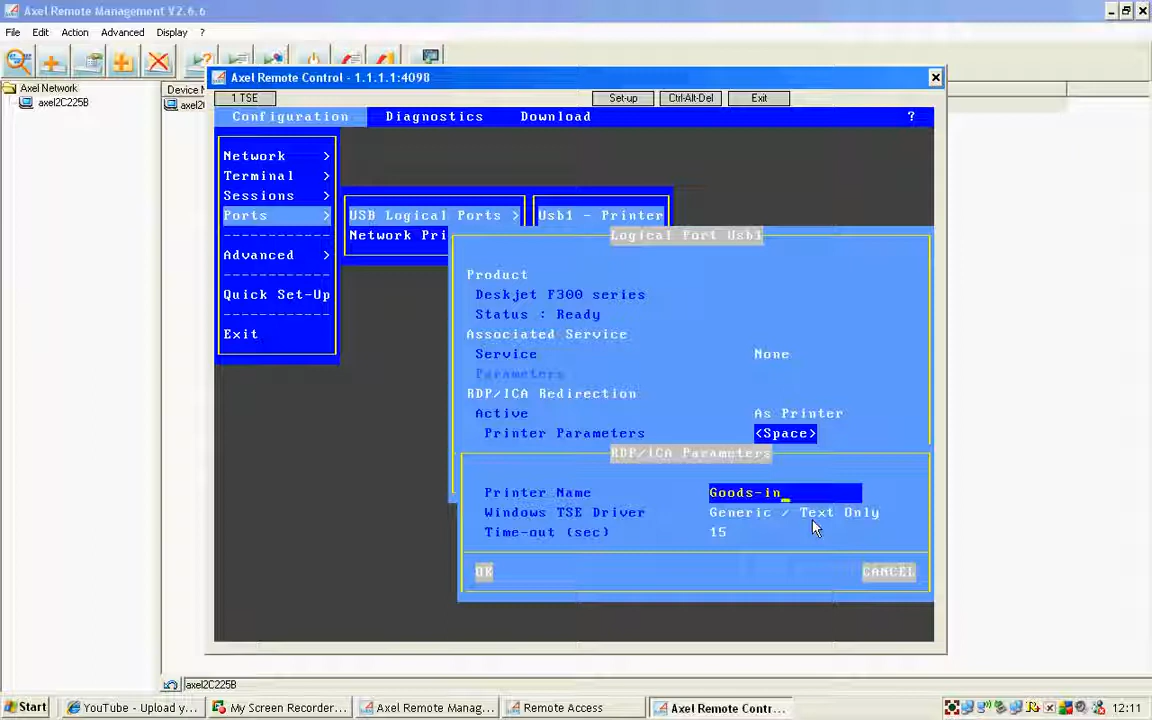 Axel Remote Management V2.6.6
File Edit Action Advanced Display ?
Axel Network
axel2C225B
Device N
axel2(
Axel Remote Control - 1.1.1.1:4098
1 TSE Set-up Ctrl-Alt-Del Exit
Configuration Diagnostics Download ?
Network >
Terminal >
Sessions >
Ports >
Advanced >
Quick Set-Up
Exit
USB Logical Ports >
Network Pri
Usb1 - Printer
Logical Port Usb1
Product
Deskjet F300 series
Status : Ready
Associated Service
Service None
Parameters
RDP/ICA Redirection
Active As Printer
Printer Parameters <Space>
RDP/ICA Parameters
Printer Name Goods-in_
Windows TSE Driver Generic / Text Only
Time-out (sec) 15
OK CANCEL
axel2C225B
Start YouTube - Upload y... My Screen Recorder... Axel Remote Manag... Remote Access Axel Remote Contr... 12:11